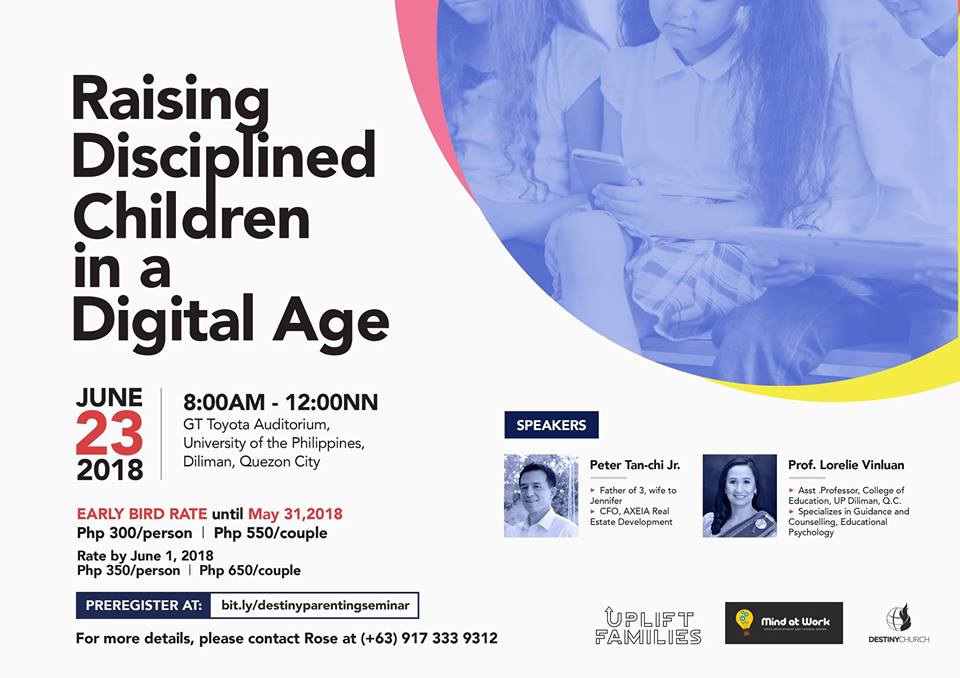 Raising
Disciplined
Children
in a
Digital Age
JUNE
23
2018
8:00AM - 12:00NN
GT Toyota Auditorium,
University of the Philippines,
Diliman, Quezon City
EARLY BIRD RATE until May 31,2018
Php 300/person | Php 550/couple
Rate by June 1, 2018
Php 350/person | Php 650/couple
PREREGISTER AT: bit.ly/destinyparentingseminar
For more details, please contact Rose at (+63) 917 333 9312
SPEAKERS
Peter Tan-chi Jr.
► Father of 3, wife to
Jennifer
► CFO, AXEIA Real
Estate Development
Prof. Lorelie Vinluan
► Asst .Professor, College of
Education, UP Diliman, Q.C.
► Specializes in Guidance and
Counselling, Educational
Psychology
UPLIFT
FAMILIES
Mind at Work
DESTINYCHURCH